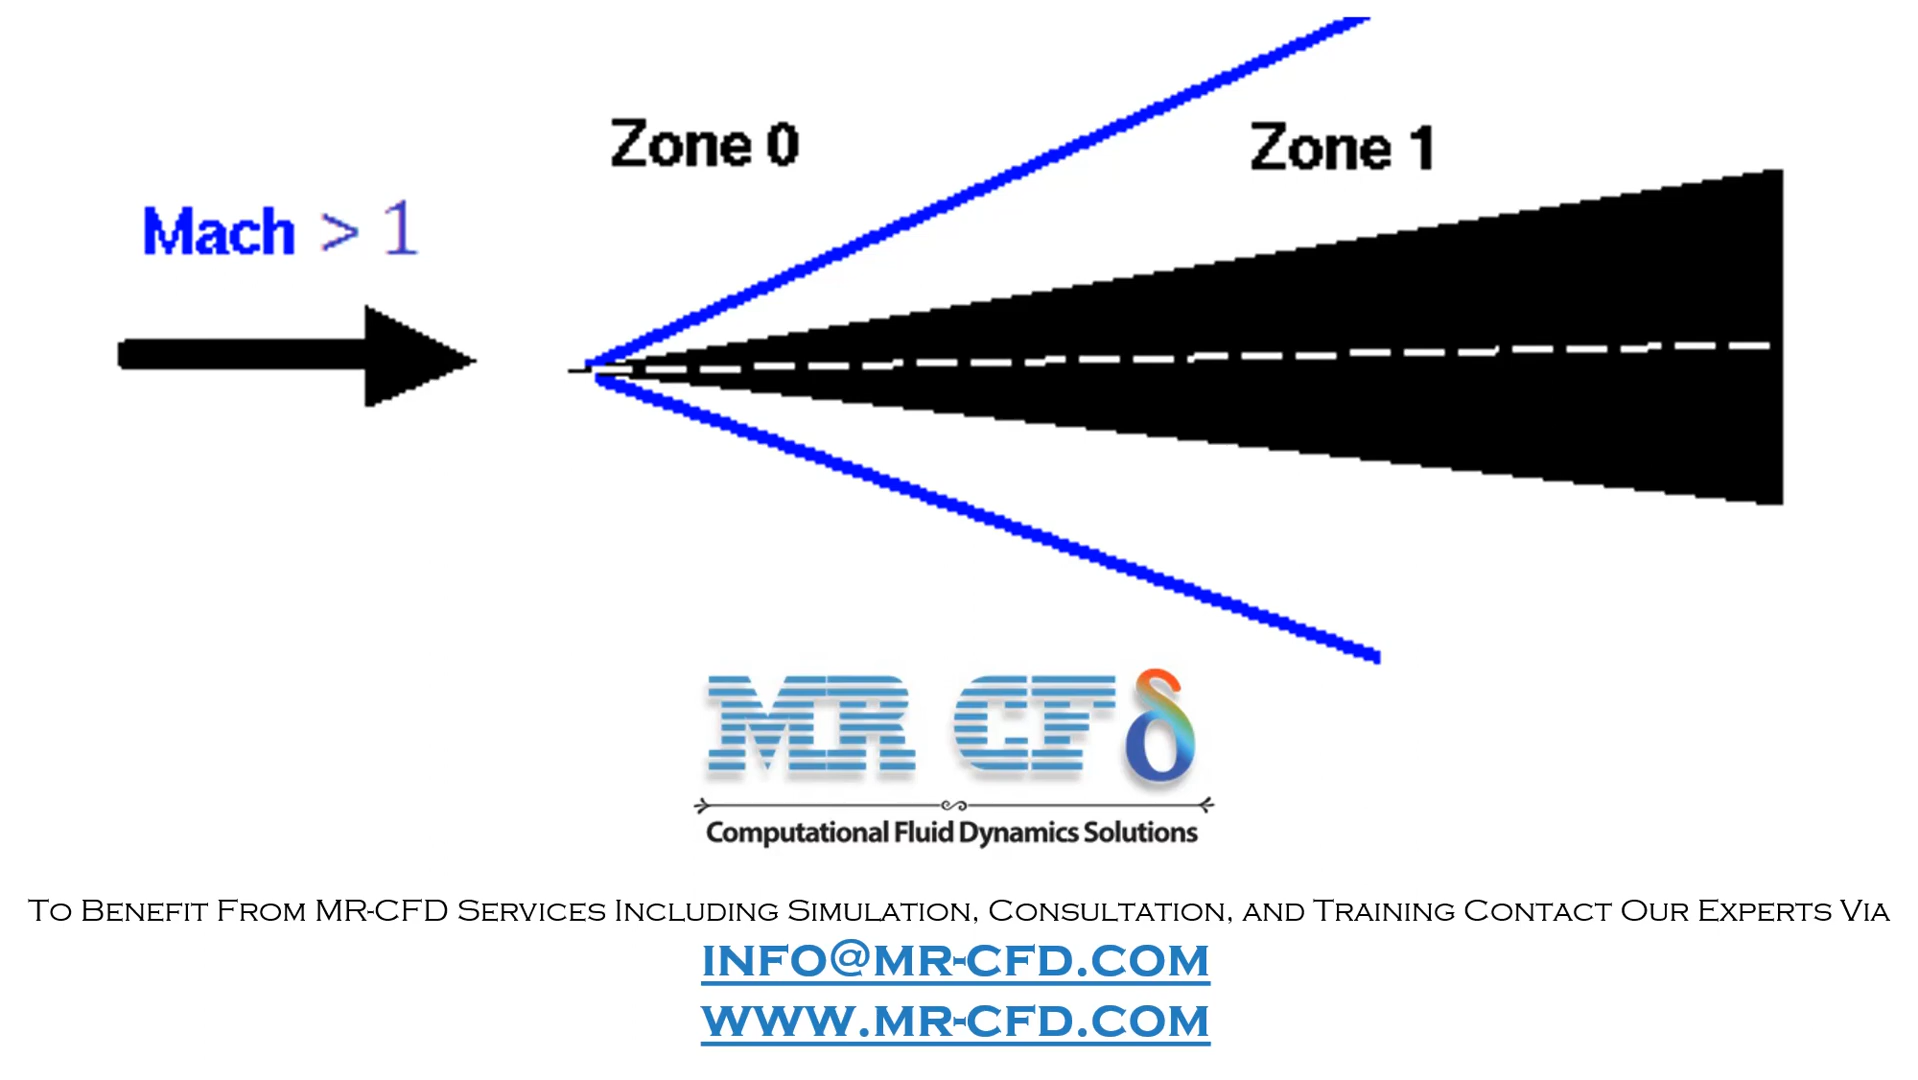 Zone 0
Zone 1
Mach > 1
MR CFδ
Computational Fluid Dynamics Solutions
To Benefit From MR-CFD Services Including Simulation, Consultation, and Training Contact Our Experts Via
INFO@MR-CFD.COM
WWW.MR-CFD.COM